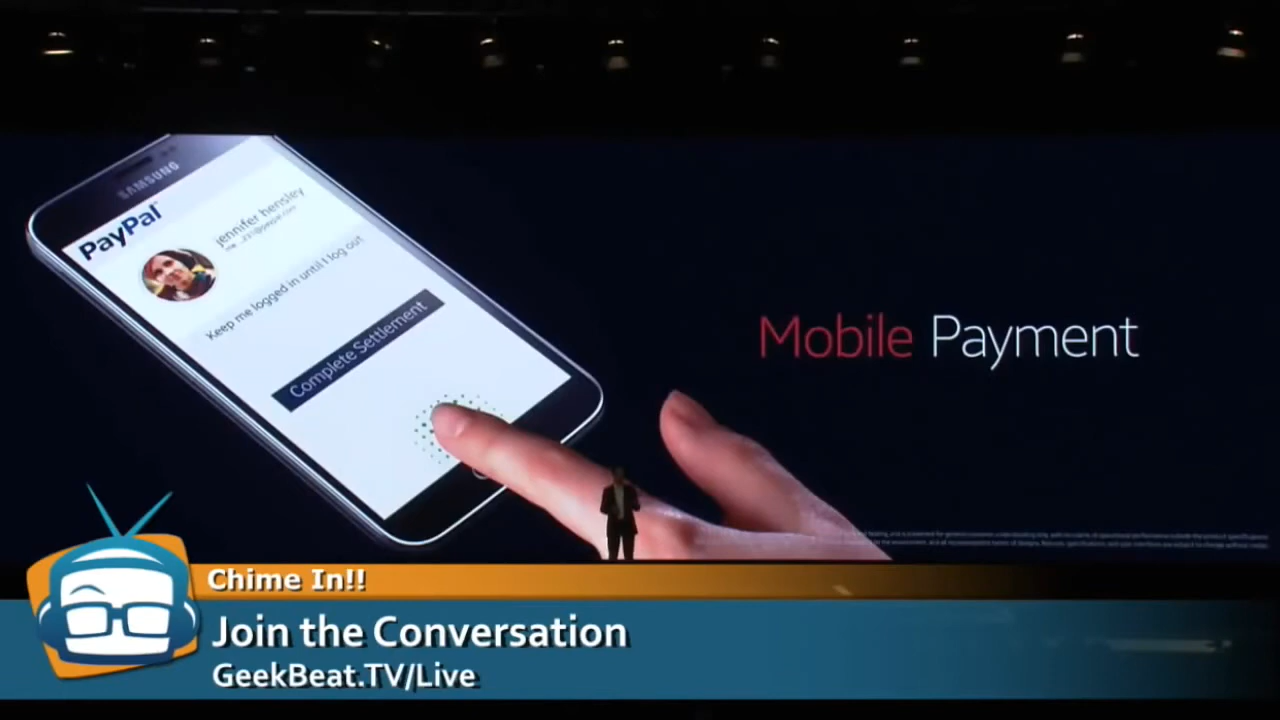 SAMSUNG
PayPal
jennifer hensley
Keep me logged in until I log out
Complete Settlement
Mobile Payment
Chime In!!
Join the Conversation
GeekBeat.TV/Live